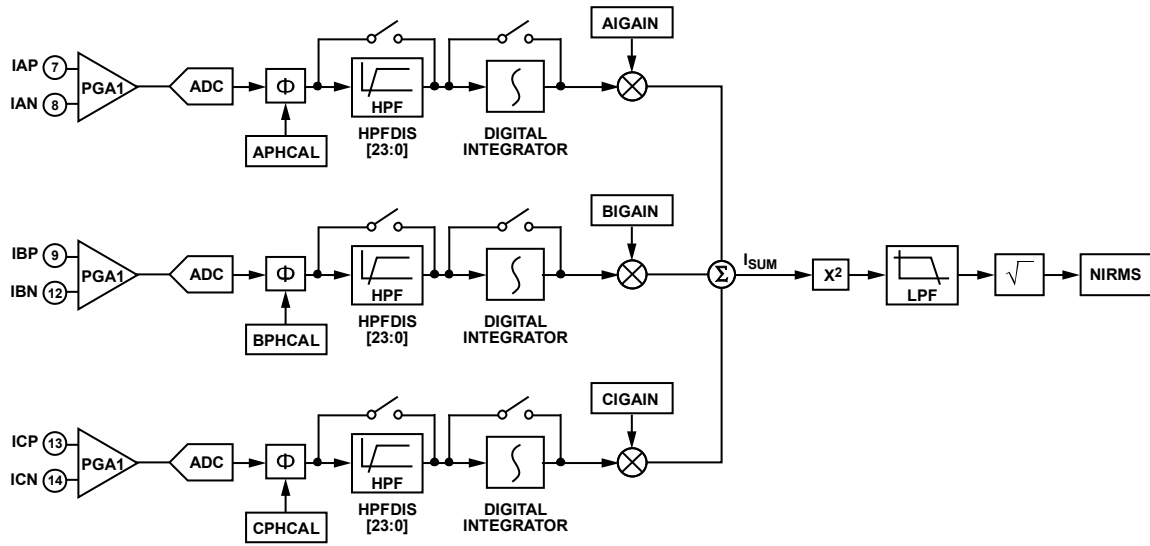 AIGAIN
IAP 7
IAN 8
PGA1
ADC
Φ
HPF
APHCAL
HPFDIS
[23:0]
DIGITAL
INTEGRATOR
BIGAIN
IBP 9
IBN 12
PGA1
ADC
Φ
HPF
BPHCAL
HPFDIS
[23:0]
DIGITAL
INTEGRATOR
Σ
ISUM
X²
LPF
√
NIRMS
CIGAIN
ICP 13
ICN 14
PGA1
ADC
Φ
HPF
CPHCAL
HPFDIS
[23:0]
DIGITAL
INTEGRATOR